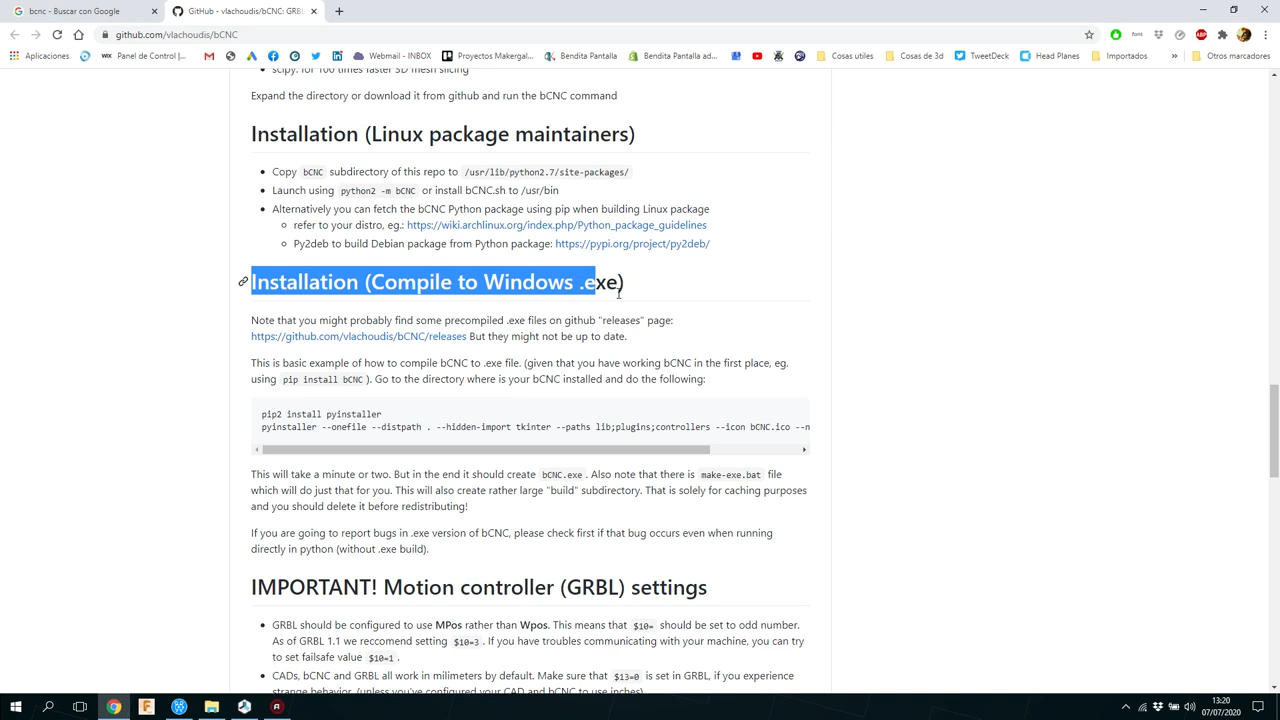 bcnc - Buscar con Google
GitHub - vlachoudis/bCNC: GRBL
github.com/vlachoudis/bCNC
Aplicaciones
WIX Panel de Control |...
Webmail - INBOX
Proyectos Makergal...
Bendita Pantalla
Bendita Pantalla ad...
Cosas utiles
Cosas de 3d
TweetDeck
Head Planes
Importados
»
Otros marcadores
scipy: for 100 times faster 3D mesh slicing
Expand the directory or download it from github and run the bCNC command
Installation (Linux package maintainers)
• Copy bCNC subdirectory of this repo to /usr/lib/python2.7/site-packages/
• Launch using python2 -m bCNC or install bCNC.sh to /usr/bin
• Alternatively you can fetch the bCNC Python package using pip when building Linux package
refer to your distro, eg.: https://wiki.archlinux.org/index.php/Python_package_guidelines
Py2deb to build Debian package from Python package: https://pypi.org/project/py2deb/
Installation (Compile to Windows .exe)
Note that you might probably find some precompiled .exe files on github "releases" page:
https://github.com/vlachoudis/bCNC/releases But they might not be up to date.
This is basic example of how to compile bCNC to .exe file. (given that you have working bCNC in the first place, eg.
using pip install bCNC ). Go to the directory where is your bCNC installed and do the following:
pip2 install pyinstaller
pyinstaller --onefile --distpath . --hidden-import tkinter --paths lib;plugins;controllers --icon bCNC.ico --n
This will take a minute or two. But in the end it should create bCNC.exe . Also note that there is make-exe.bat file
which will do just that for you. This will also create rather large "build" subdirectory. That is solely for caching purposes
and you should delete it before redistributing!
If you are going to report bugs in .exe version of bCNC, please check first if that bug occurs even when running
directly in python (without .exe build).
IMPORTANT! Motion controller (GRBL) settings
• GRBL should be configured to use MPos rather than Wpos. This means that $10= should be set to odd number.
As of GRBL 1.1 we reccomend setting $10=3 . If you have troubles communicating with your machine, you can try
to set failsafe value $10=1 .
• CADs, bCNC and GRBL all work in milimeters by default. Make sure that $13=0 is set in GRBL, if you experience
strange behavior. (unless you've configured your CAD and bCNC to use inches)
13:20
07/07/2020